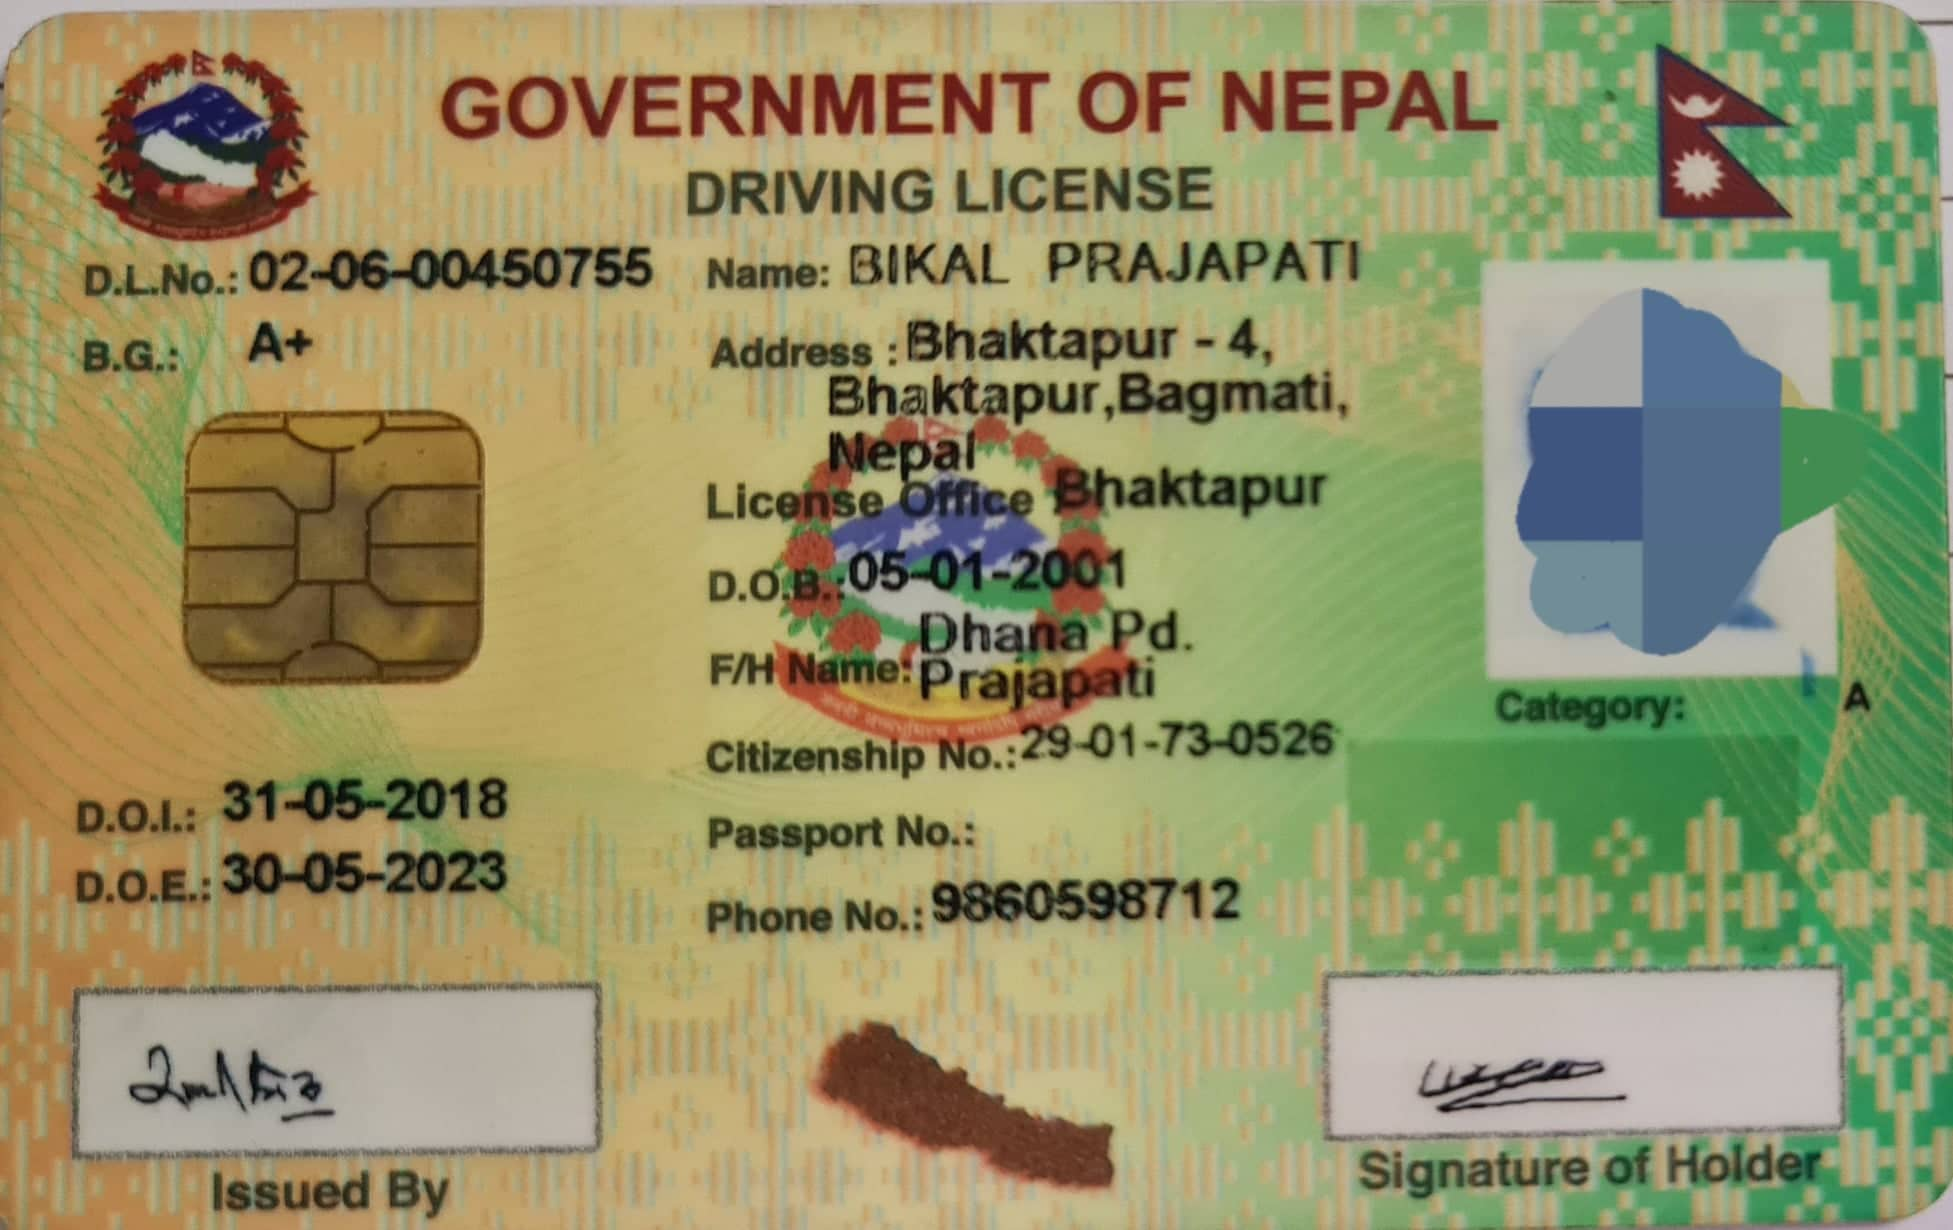 GOVERNMENT OF NEPAL
DRIVING LICENSE
D.L.No.: 02-06-00450755
B.G.: A+
Name: BIKAL PRAJAPATI
Address : Bhaktapur - 4,
Bhaktapur,Bagmati,
Nepal
License Office Bhaktapur
D.O.B.: 05-01-2001
F/H Name: Dhana Pd.
Prajapati
Citizenship No.: 29-01-73-0526
Passport No.:
Phone No.: 9860598712
Category: A
D.O.I.: 31-05-2018
D.O.E.: 30-05-2023
Issued By
Signature of Holder